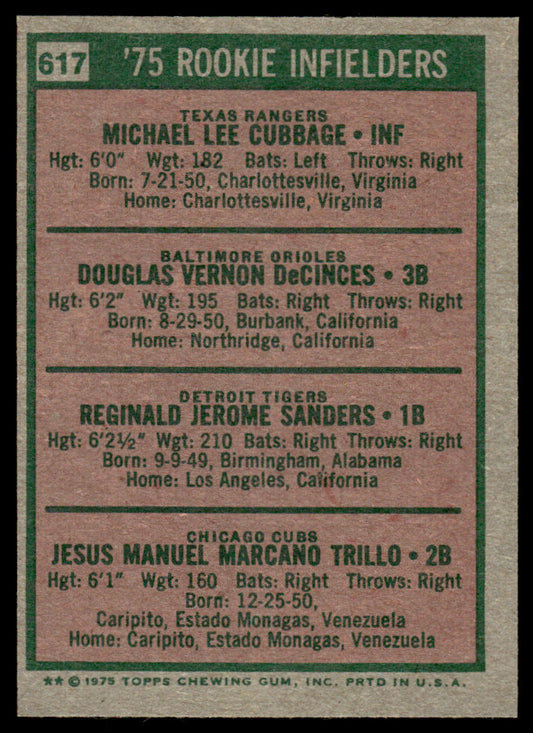 617
'75 ROOKIE INFIELDERS
TEXAS RANGERS
MICHAEL LEE CUBBAGE • INF
Hgt: 6'0" Wgt: 182 Bats: Left Throws: Right
Born: 7-21-50, Charlottesville, Virginia
Home: Charlottesville, Virginia
BALTIMORE ORIOLES
DOUGLAS VERNON DeCINCES • 3B
Hgt: 6'2" Wgt: 195 Bats: Right Throws: Right
Born: 8-29-50, Burbank, California
Home: Northridge, California
DETROIT TIGERS
REGINALD JEROME SANDERS • 1B
Hgt: 6'2½" Wgt: 210 Bats: Right Throws: Right
Born: 9-9-49, Birmingham, Alabama
Home: Los Angeles, California
CHICAGO CUBS
JESUS MANUEL MARCANO TRILLO • 2B
Hgt: 6'1" Wgt: 160 Bats: Right Throws: Right
Born: 12-25-50,
Caripito, Estado Monagas, Venezuela
Home: Caripito, Estado Monagas, Venezuela
** © 1975 TOPPS CHEWING GUM, INC. PRTD IN U.S.A.